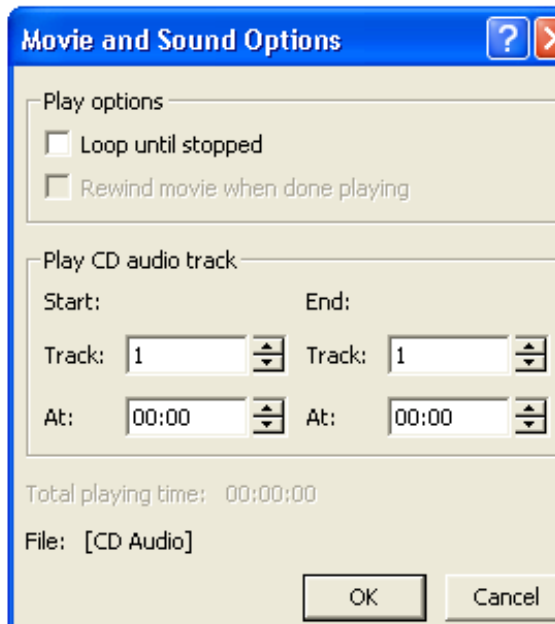 Movie and Sound Options ?
Play options
Loop until stopped
Rewind movie when done playing
Play CD audio track
Start: End:
Track: 1 Track: 1
At: 00:00 At: 00:00
Total playing time: 00:00:00
File: [CD Audio]
OK Cancel